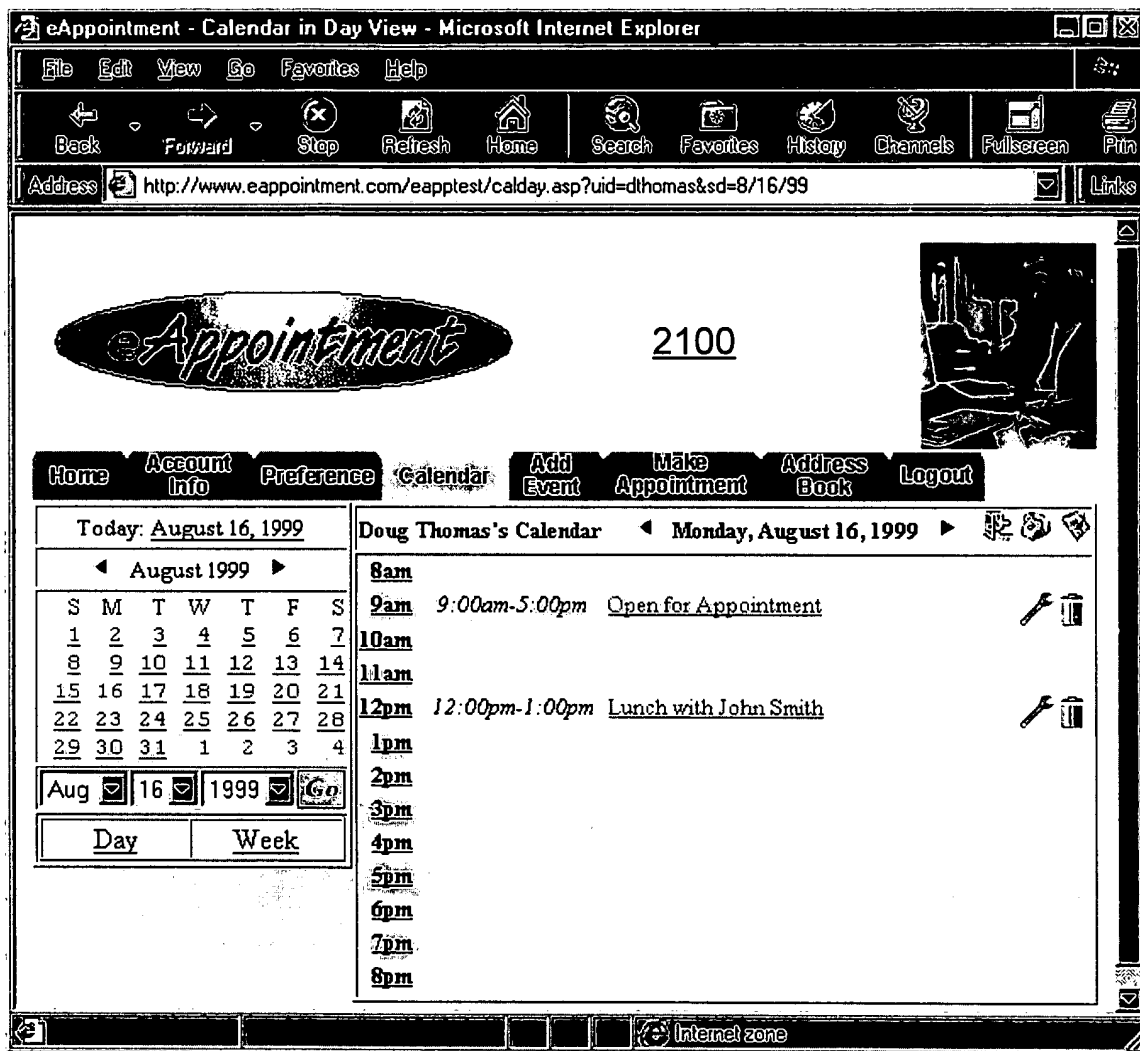 eAppointment - Calendar in Day View - Microsoft Internet Explorer
File Edit View Go Favorites Help
Back Forward Stop Refresh Home Search Favorites History Channels Fullscreen Prin
Address http://www.eappointment.com/eapptest/calday.asp?uid=dthomas&sd=8/16/99 Links
eAppointment 2100
Home Account Info Preference Calendar Add Event Make Appointment Address Book Logout
Today: August 16, 1999
August 1999
S M T W T F S
1 2 3 4 5 6 7
8 9 10 11 12 13 14
15 16 17 18 19 20 21
22 23 24 25 26 27 28
29 30 31 1 2 3 4
Aug 16 1999 Go
Day Week
Doug Thomas's Calendar Monday, August 16, 1999
8am
9am 9:00am-5:00pm Open for Appointment
10am
11am
12pm 12:00pm-1:00pm Lunch with John Smith
1pm
2pm
3pm
4pm
5pm
6pm
7pm
8pm
Internet zone